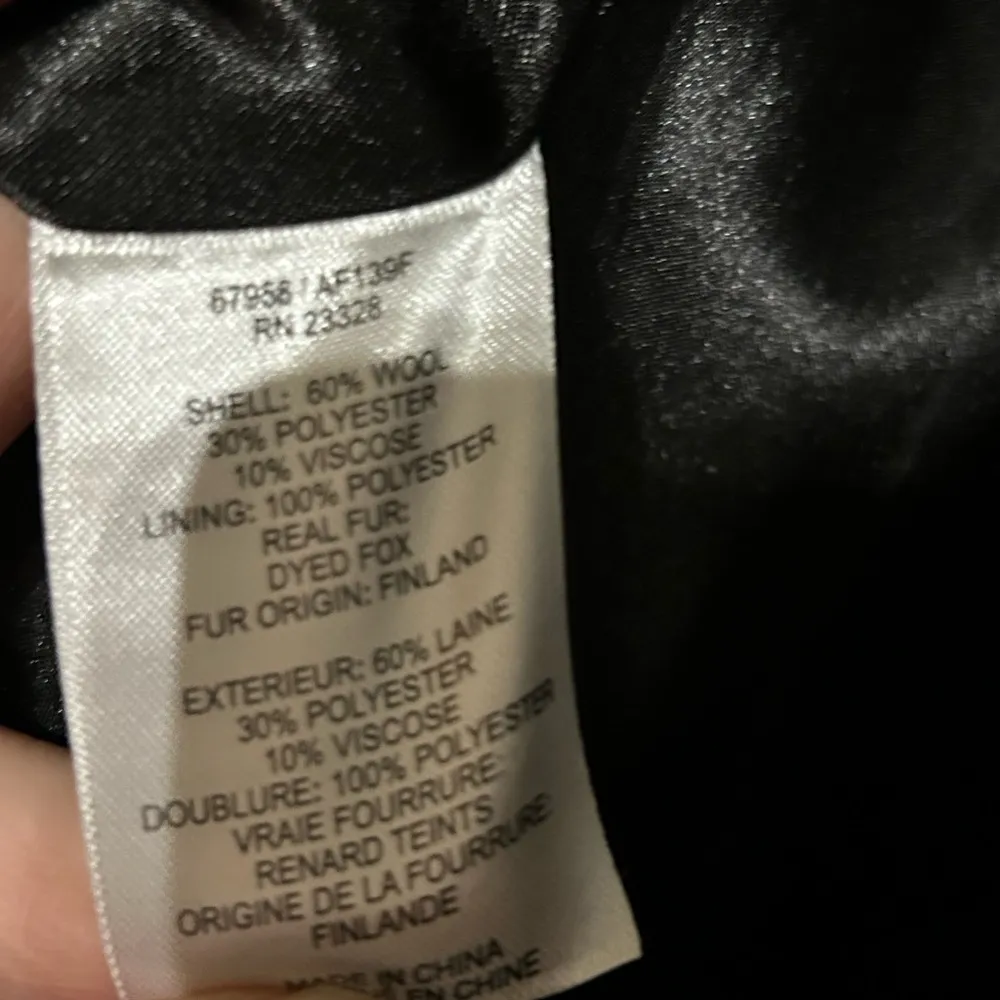 67958 / AF139F
RN 23328
SHELL: 60% WOOL
30% POLYESTER
10% VISCOSE
LINING: 100% POLYESTER
REAL FUR:
DYED FOX
FUR ORIGIN: FINLAND
EXTERIEUR: 60% LAINE
30% POLYESTER
10% VISCOSE
DOUBLURE: 100% POLYESTER
VRAIE FOURRURE:
RENARD TEINTS
ORIGINE DE LA FOURRURE:
FINLANDE
MADE IN CHINA
EN CHINE